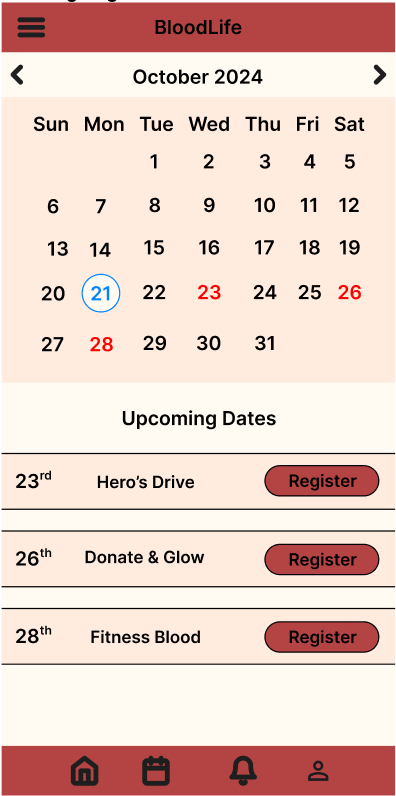 BloodLife
October 2024
Sun Mon Tue Wed Thu Fri Sat
1 2 3 4 5
6 7 8 9 10 11 12
13 14 15 16 17 18 19
20 21 22 23 24 25 26
27 28 29 30 31
Upcoming Dates
23rd Hero’s Drive Register
26th Donate & Glow Register
28th Fitness Blood Register